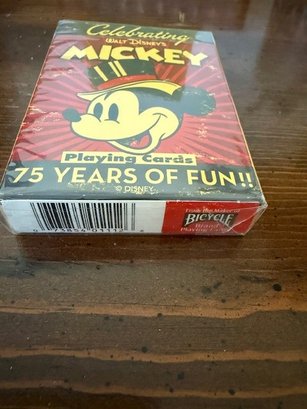 Celebrating
WALT DISNEY'S
MICKEY
Playing Cards
75 YEARS OF FUN!!
© DISNEY
From the Makers of
BICYCLE
Brand
Playing Cards